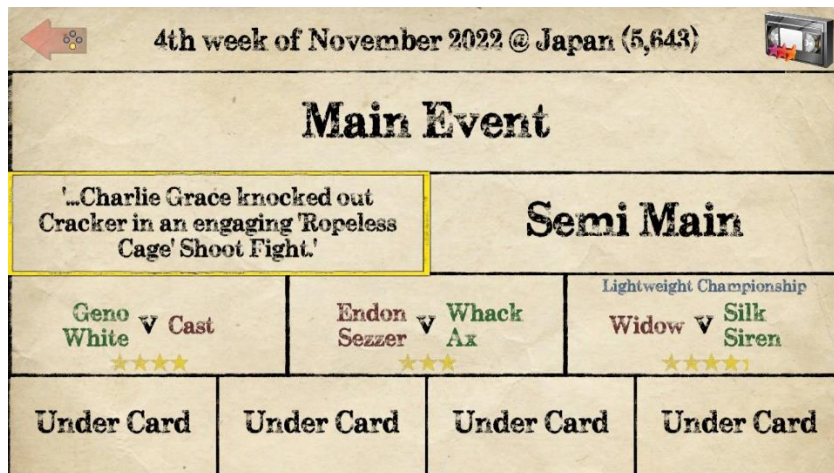 4th week of November 2022 @ Japan (5,643)
Main Event
'...Charlie Grace knocked out
Cracker in an engaging 'Ropeless
Cage' Shoot Fight.'
Semi Main
Geno
White
V
Cast
Endon
Sezzer
V
Whack
Ax
Lightweight Championship
Widow
V
Silk
Siren
Under Card
Under Card
Under Card
Under Card